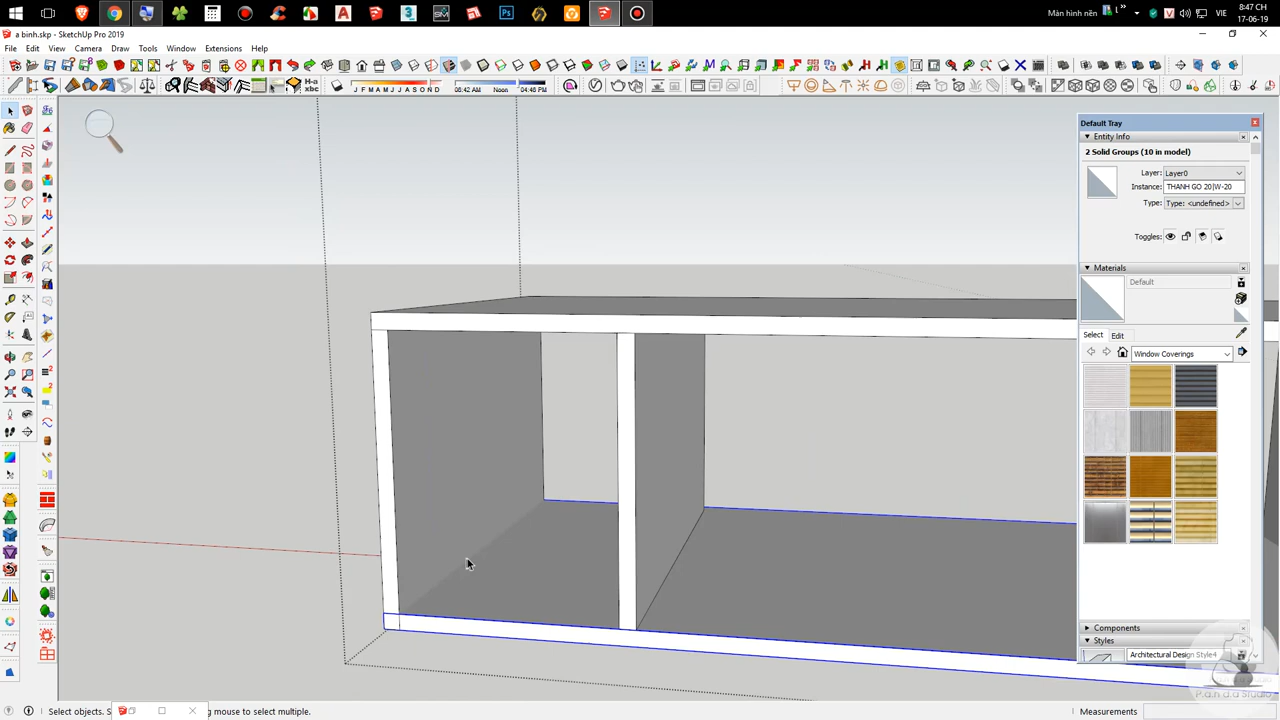 Màn hình nền
VIE
8:47 CH
17-06-19
a binh.skp - SketchUp Pro 2019
File Edit View Camera Draw Tools Window Extensions Help
J F M A M J J A S O N D
08:42 AM Noon 04:46 PM
Default Tray
Entity Info
2 Solid Groups (10 in model)
Layer: Layer0
Instance: THANH GO 20|W-20
Type: Type: <undefined>
Toggles:
Materials
Default
Select Edit
Window Coverings
Components
Styles
Architectural Design Style4
P.a.n.d.a Studio
Select objects. S
g mouse to select multiple.
Measurements